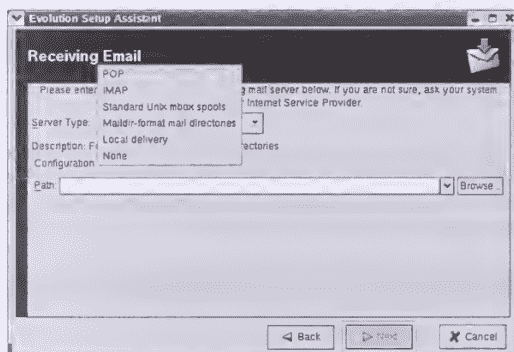 Evolution Setup Assistant
Receiving Email
POP
IMAP
Standard Unix mbox spools
Maildir-format mail directories
Local delivery
None
Please enter
g mail server below. If you are not sure, ask your system
Internet Service Provider.
Server Type:
Description: F
rectories
Configuration
Path:
Browse...
Back
Next
Cancel